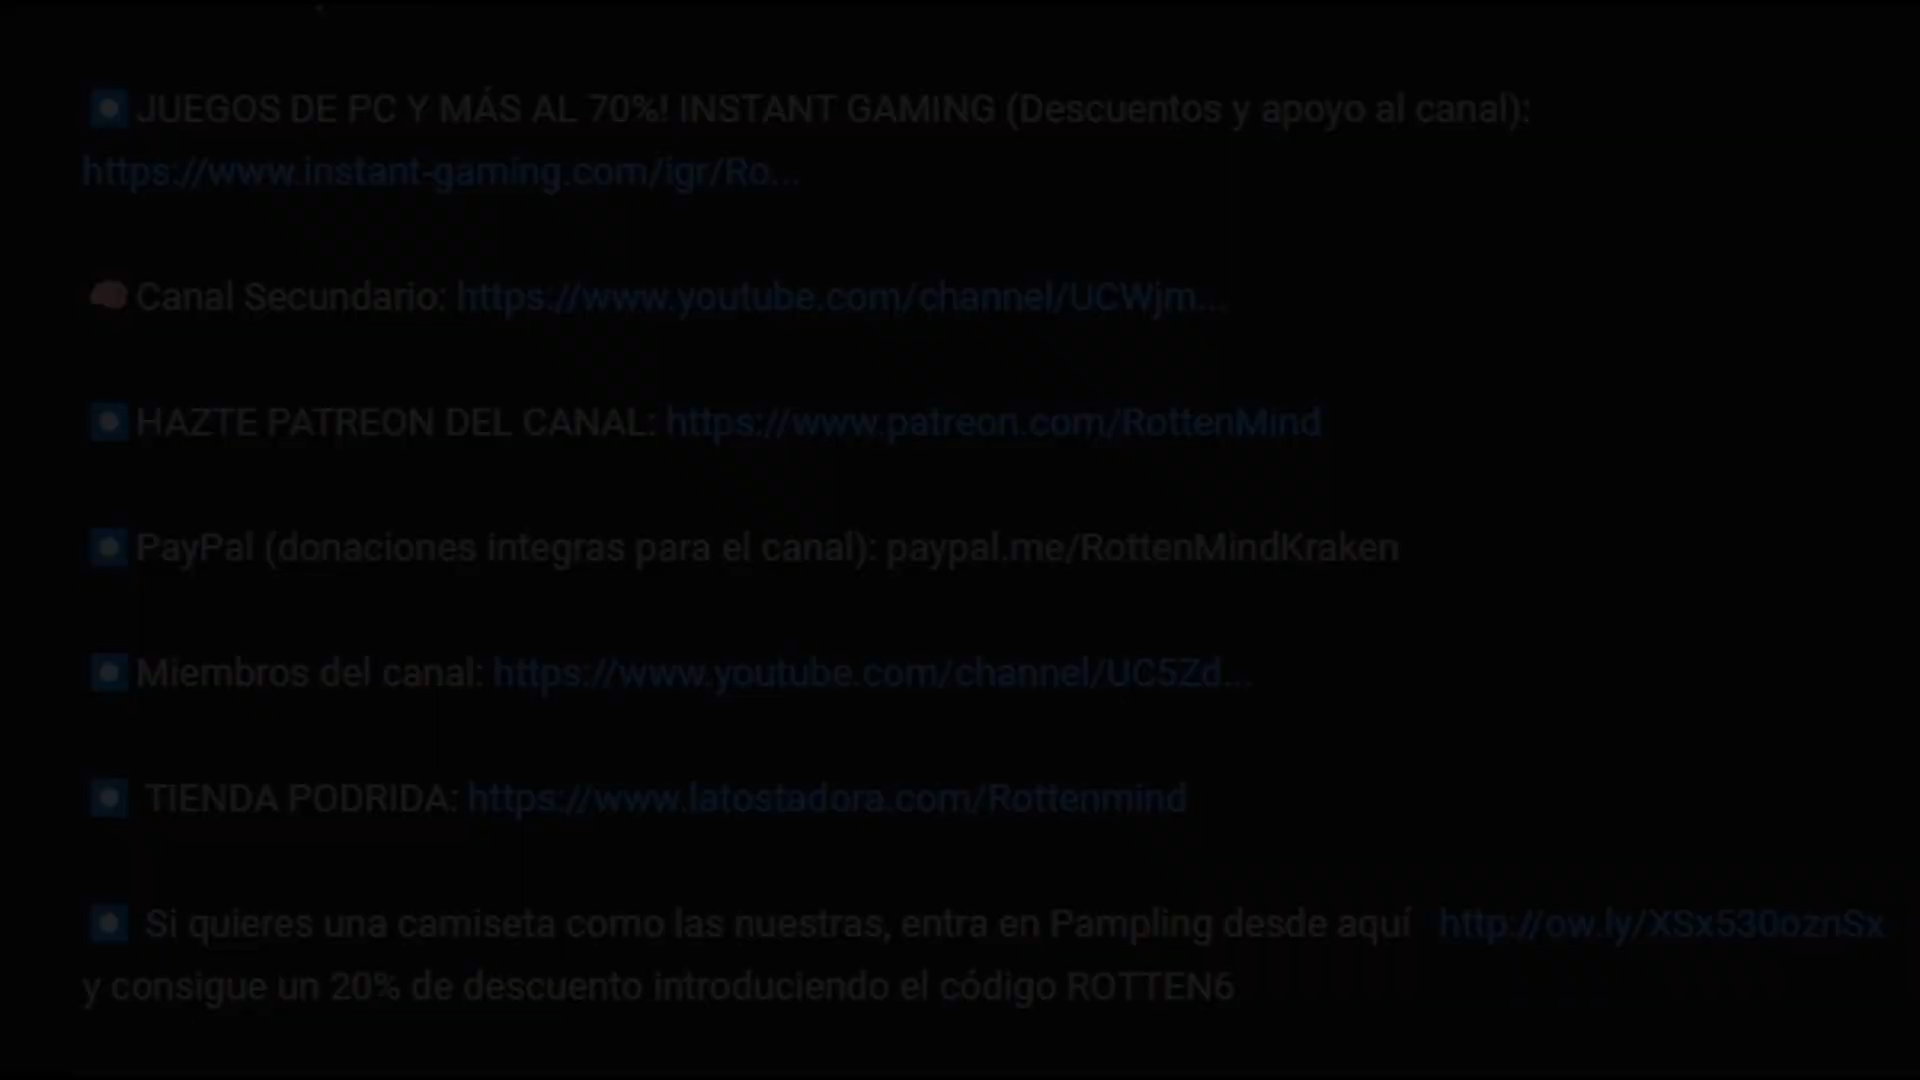 JUEGOS DE PC Y MÁS AL 70%! INSTANT GAMING (Descuentos y apoyo al canal):
https://www.instant-gaming.com/igr/Ro...
Canal Secundario: https://www.youtube.com/channel/UCWjm...
HAZTE PATREON DEL CANAL: https://www.patreon.com/RottenMind
PayPal (donaciones integras para el canal): paypal.me/RottenMindKraken
Miembros del canal: https://www.youtube.com/channel/UC5Zd...
TIENDA PODRIDA: https://www.latostadora.com/Rottenmind
Si quieres una camiseta como las nuestras, entra en Pampling desde aquí http://ow.ly/XSx530oznSx
y consigue un 20% de descuento introduciendo el código ROTTEN6